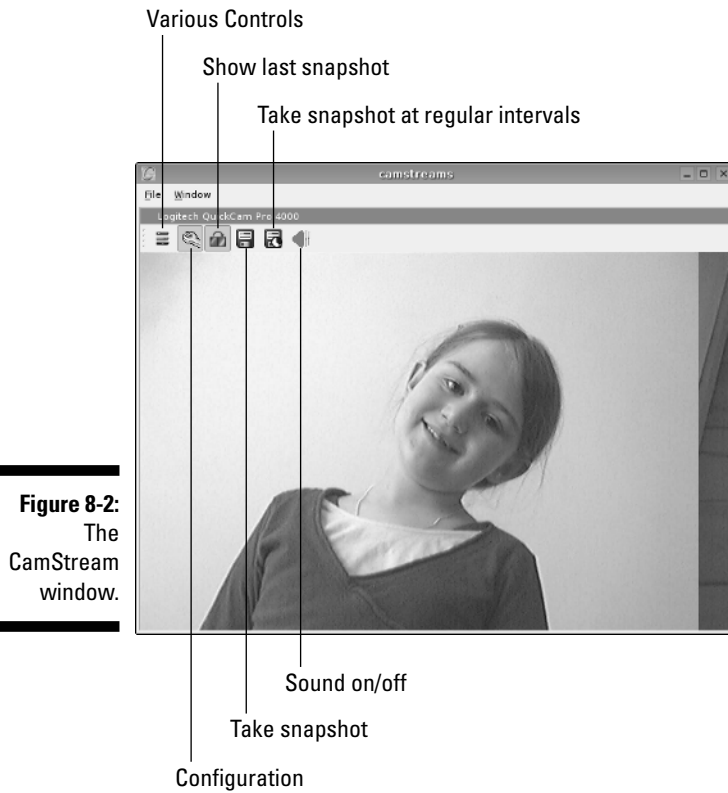 Various Controls
Show last snapshot
Take snapshot at regular intervals
camstreams
File Window
Logitech QuickCam Pro 4000
Figure 8-2:
The
CamStream
window.
Sound on/off
Take snapshot
Configuration